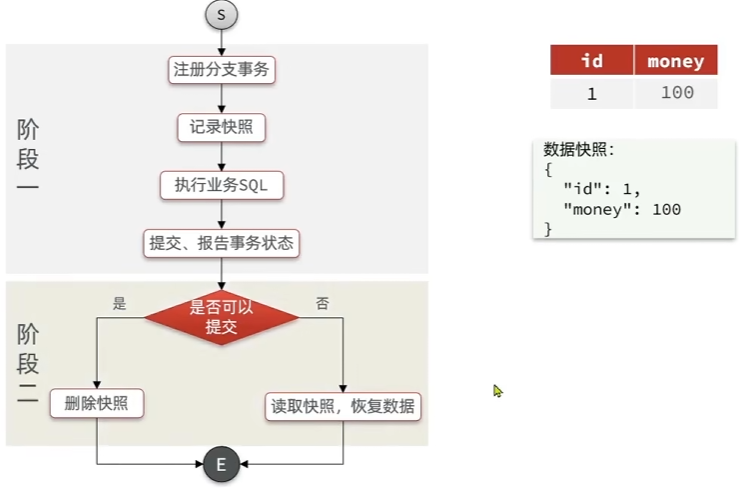 S
阶段一
注册分支事务
记录快照
执行业务SQL
提交、报告事务状态
阶段二
是否可以
提交
是
否
删除快照
读取快照，恢复数据
E
id money
1 100
数据快照：
{
"id": 1,
"money": 100
}